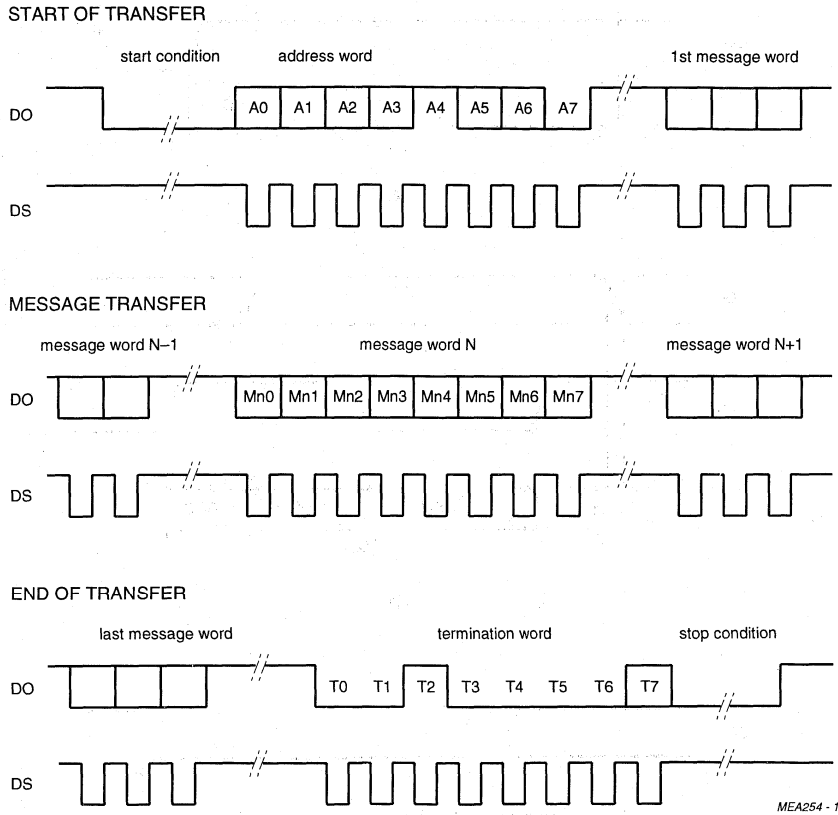 START OF TRANSFER
start condition address word 1st message word
DO A0 A1 A2 A3 A4 A5 A6 A7
DS
MESSAGE TRANSFER
message word N–1 message word N message word N+1
DO Mn0 Mn1 Mn2 Mn3 Mn4 Mn5 Mn6 Mn7
DS
END OF TRANSFER
last message word termination word stop condition
DO T0 T1 T2 T3 T4 T5 T6 T7
DS
MEA254 - 1